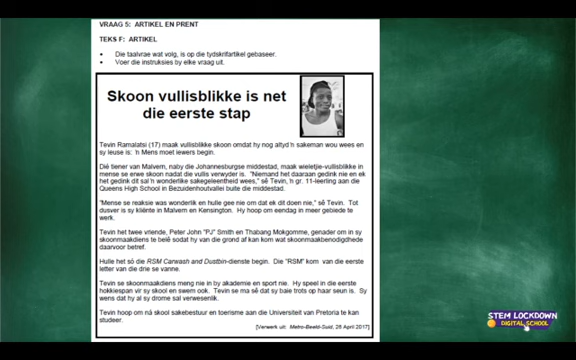 VRAAG 5: ARTIKEL EN PRENT
TEKS F: ARTIKEL
• Die taalvrae wat volg, is op die tydskrifartikel gebaseer.
• Voer die instruksies by elke vraag uit.
Skoon vullisblikke is net
die eerste stap
Tevin Ramalatsi (17) maak vullisblikke skoon omdat hy nog altyd 'n sakeman wou wees en
sy leuse is: 'n Mens moet iewers begin.
Dié tiener van Malvern, naby die Johannesburgse middestad, maak wieletjie-vullisblikke in
mense se erwe skoon nadat die vullis verwyder is. "Niemand het daaraan gedink nie en ek
het gedink dit sal 'n wonderlike sakegeleentheid wees," sê Tevin, 'n gr. 11-leerling aan die
Queens High School in Bezuidenhoutvallei buite die middestad.
"Mense se reaksie was wonderlik en hulle gee nie om dat ek dit doen nie," sê Tevin. Tot
dusver is sy kliënte in Malvern en Kensington. Hy hoop om eendag in meer gebiede te
werk.
Tevin het twee vriende, Peter John "PJ" Smith en Thabang Mokgomme, genader om in sy
skoonmaakdiens te belê sodat hy van die grond af kan kom wat skoonmaakbenodigdhede
daarvoor betref.
Hulle het só die RSM Carwash and Dustbin-dienste begin. Die "RSM" kom van die eerste
letter van die drie se vanne.
Tevin se skoonmaakdiens meng nie in by akademie en sport nie. Hy speel in die eerste
hokkiespan vir sy skool en swem ook. Tevin se ma sê dat sy baie trots op haar seun is. Sy
wens dat hy al sy drome sal verwesenlik.
Tevin hoop om ná skool sakebestuur en toerisme aan die Universiteit van Pretoria te kan
studeer.
[Verwerk uit: Metro-Beeld-Suid, 26 April 2017]
STEM LOCKDOWN
DIGITAL SCHOOL